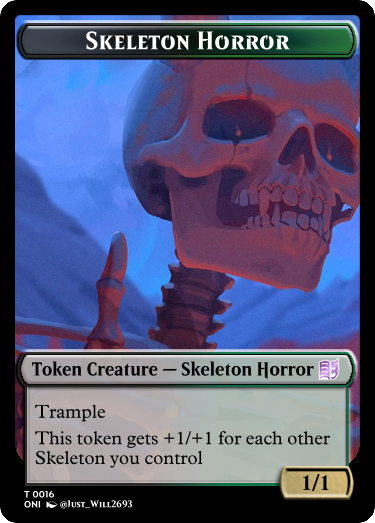 Skeleton Horror
Token Creature — Skeleton Horror
Trample
This token gets +1/+1 for each other
Skeleton you control
1/1
T 0016
ONI @Just_Will2693